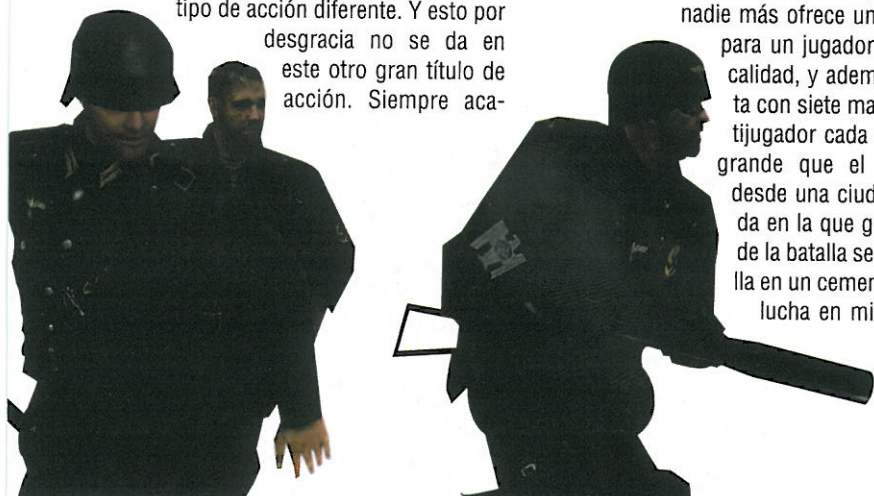 tipo de acción diferente. Y esto por
desgracia no se da en
este otro gran título de
acción. Siempre aca-
nadie más ofrece un
para un jugador
calidad, y adem
ta con siete ma
tijugador cada
grande que el
desde una ciud
da en la que g
de la batalla se
lla en un cemen
lucha en mi